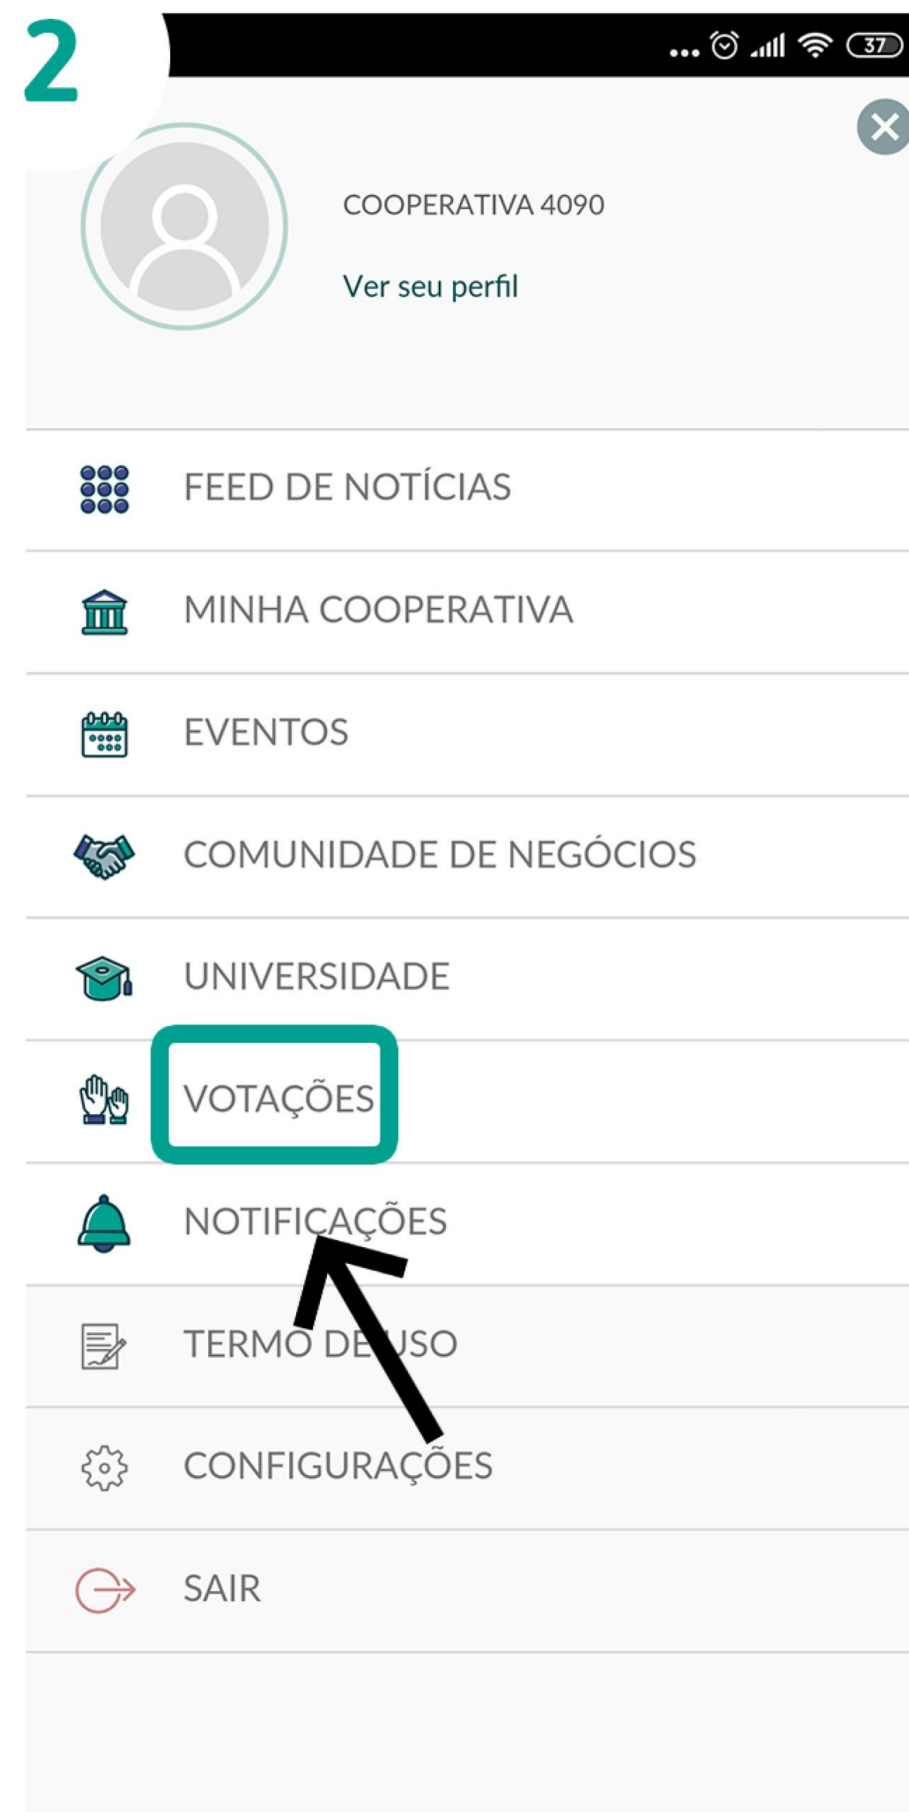 2
... 37
COOPERATIVA 4090
Ver seu perfil
FEED DE NOTÍCIAS
MINHA COOPERATIVA
EVENTOS
COMUNIDADE DE NEGÓCIOS
UNIVERSIDADE
VOTAÇÕES
NOTIFICAÇÕES
TERMO DE USO
CONFIGURAÇÕES
SAIR